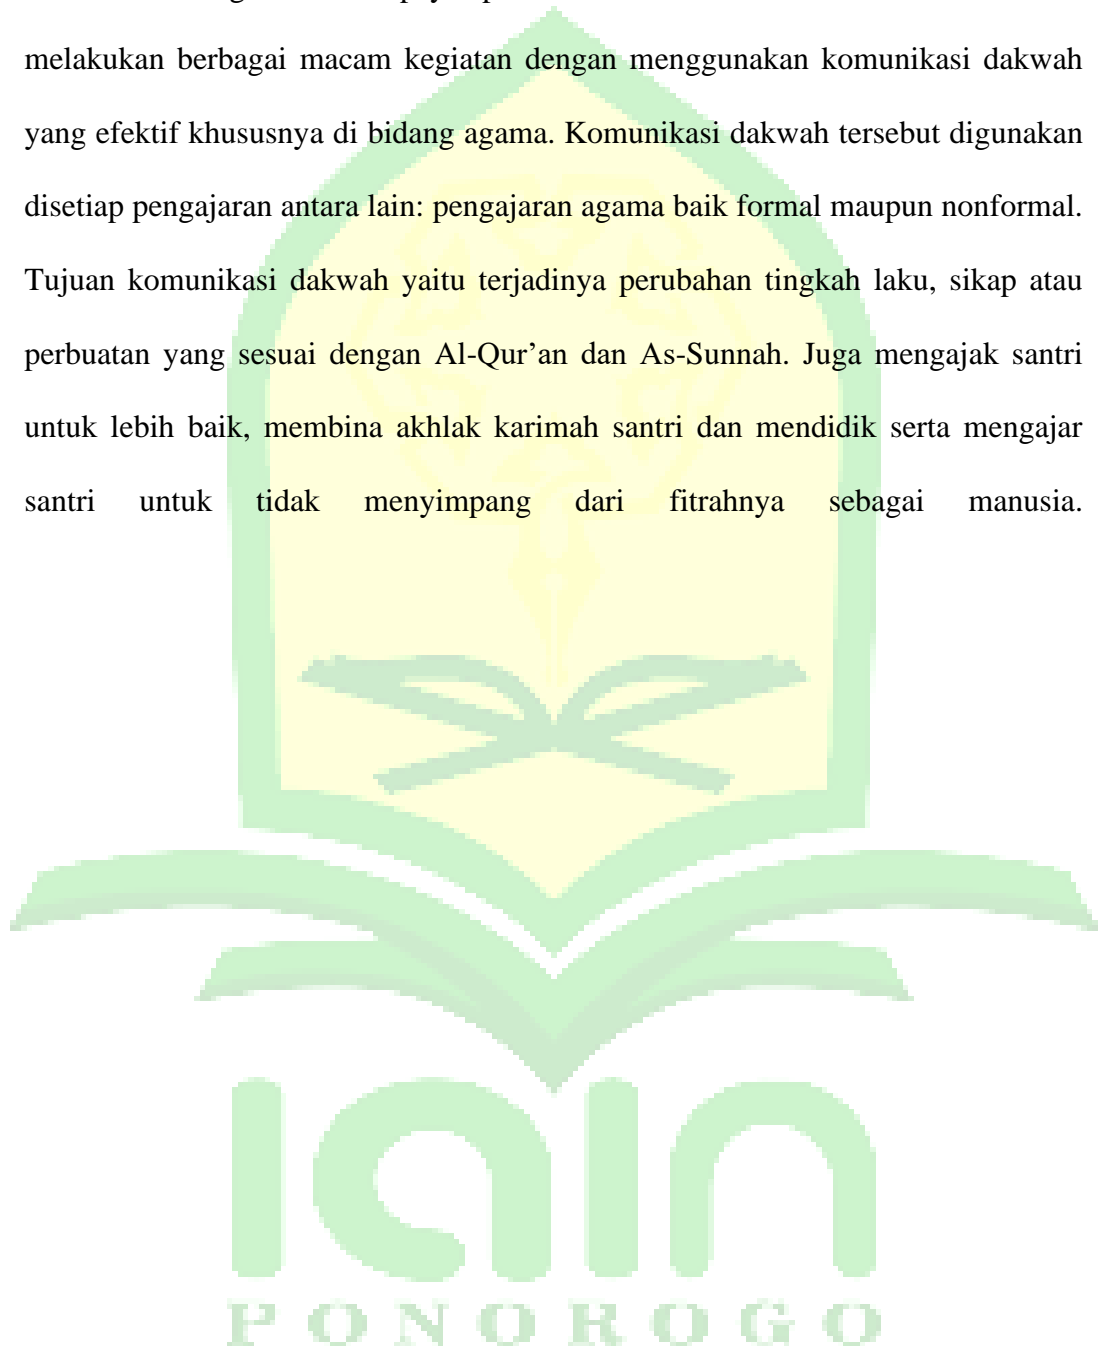 melakukan berbagai macam kegiatan dengan menggunakan komunikasi dakwah
yang efektif khususnya di bidang agama. Komunikasi dakwah tersebut digunakan
disetiap pengajaran antara lain: pengajaran agama baik formal maupun nonformal.
Tujuan komunikasi dakwah yaitu terjadinya perubahan tingkah laku, sikap atau
perbuatan yang sesuai dengan Al-Qur’an dan As-Sunnah. Juga mengajak santri
untuk lebih baik, membina akhlak karimah santri dan mendidik serta mengajar
santri untuk tidak menyimpang dari fitrahnya sebagai manusia.
iain
PONOROGO